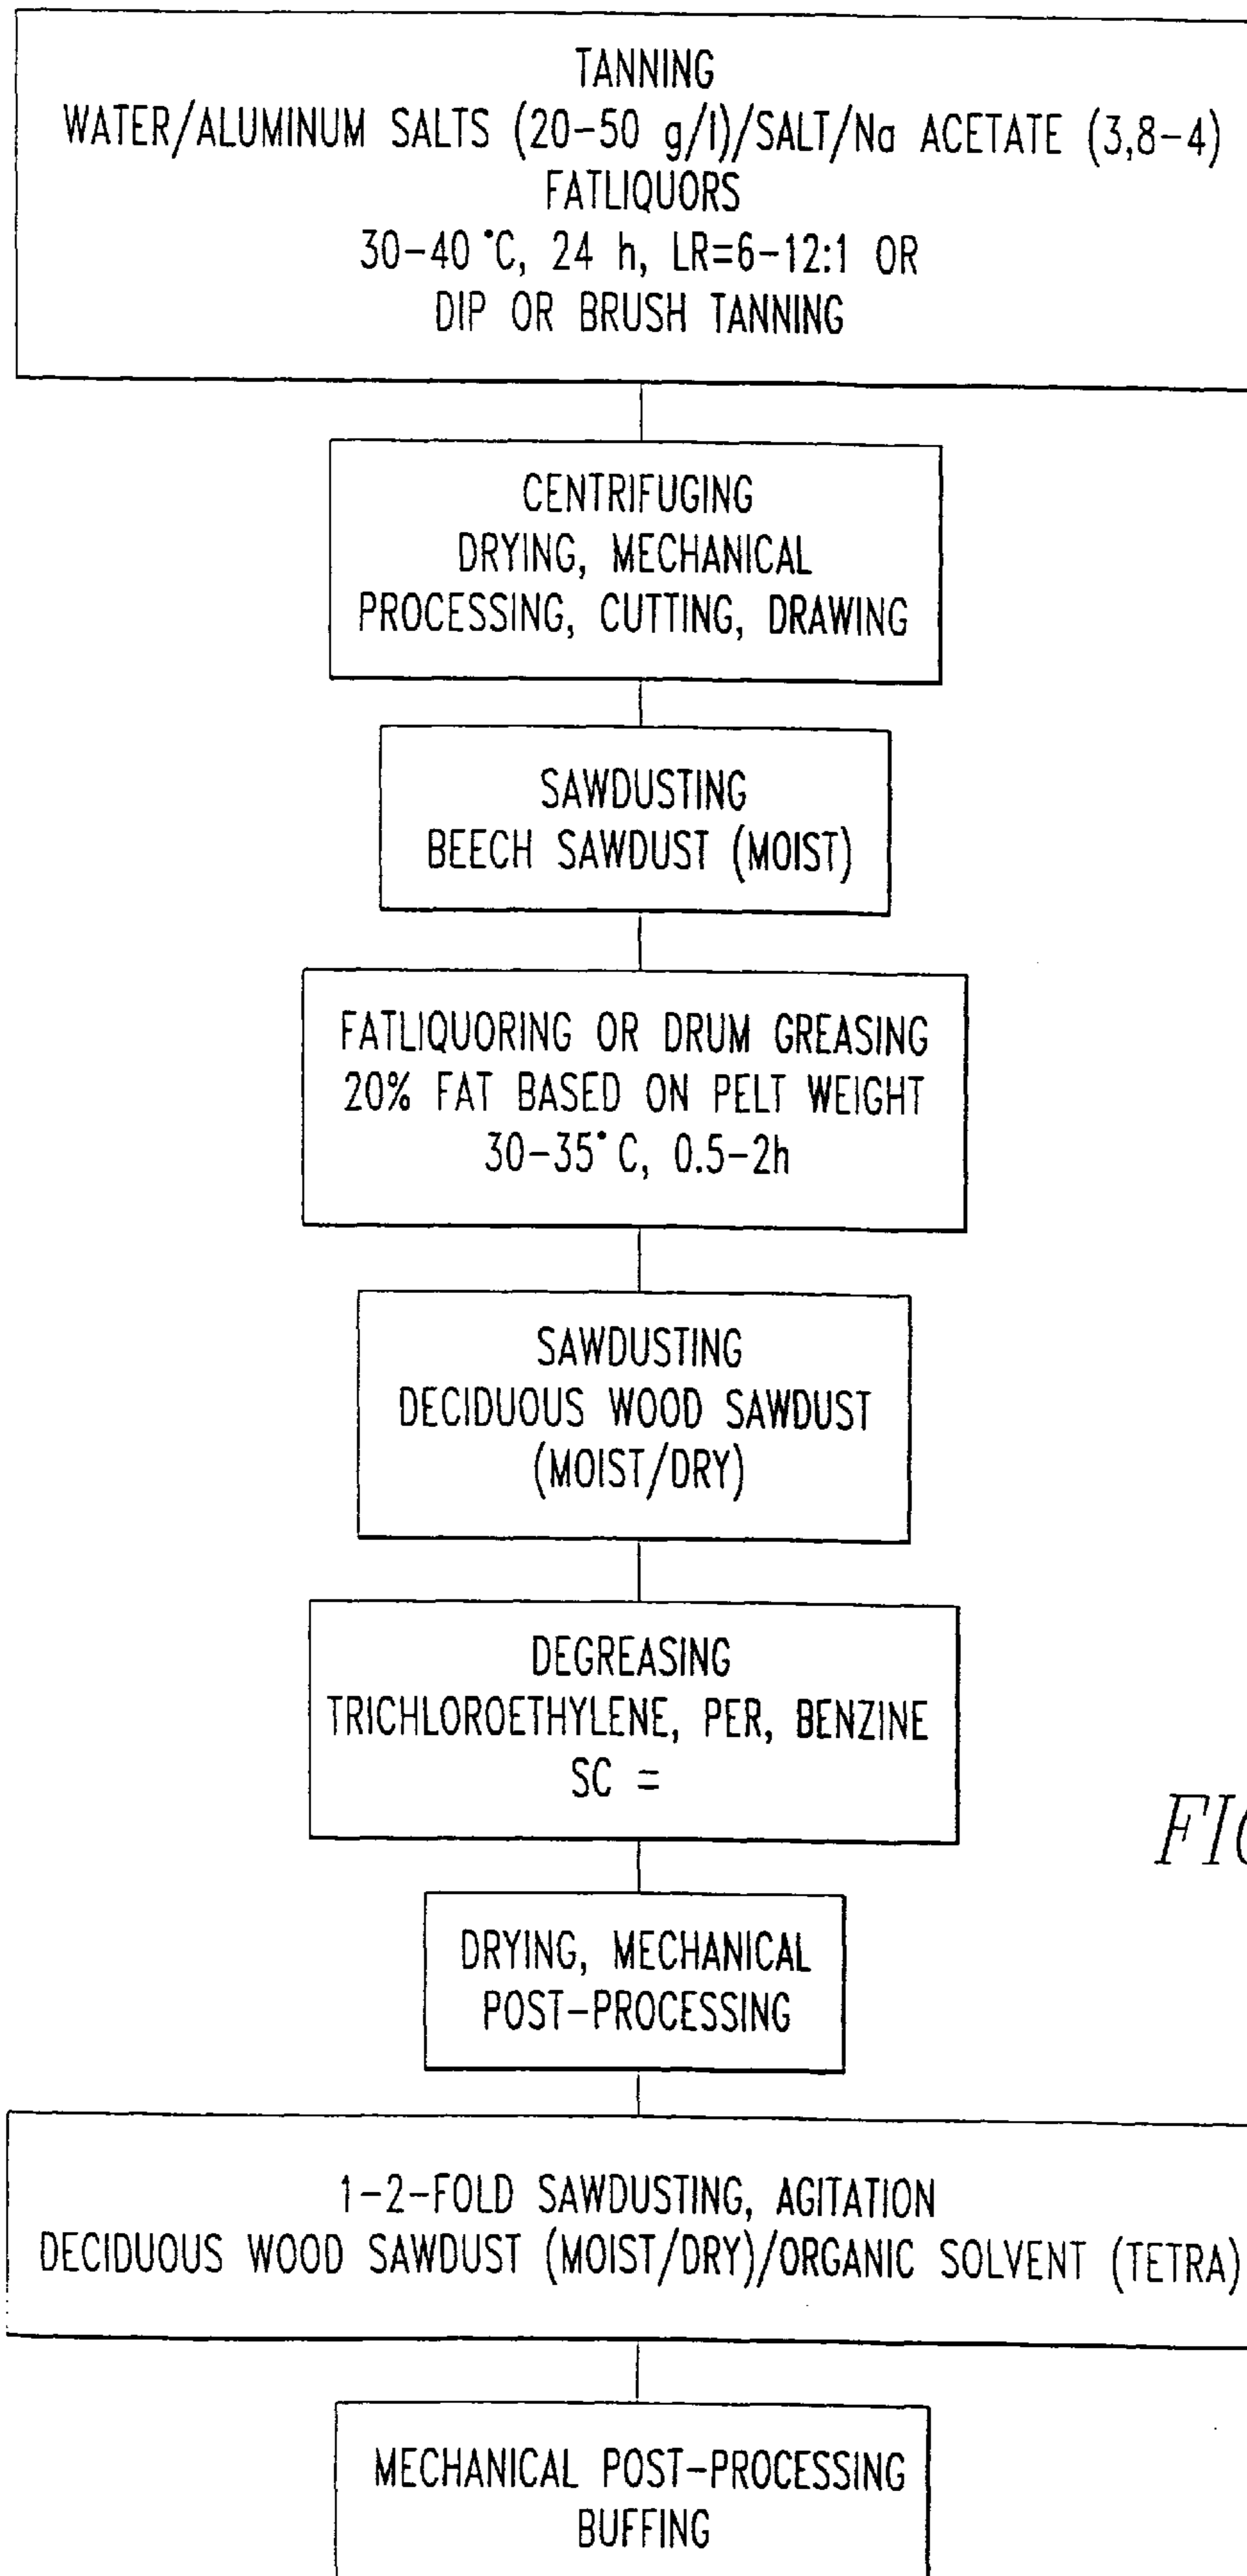 TANNING
WATER/ALUMINUM SALTS (20-50 g/l)/SALT/Na ACETATE (3,8-4)
FATLIQUORS
30-40 °C, 24 h, LR=6-12:1 OR
DIP OR BRUSH TANNING
CENTRIFUGING
DRYING, MECHANICAL
PROCESSING, CUTTING, DRAWING
SAWDUSTING
BEECH SAWDUST (MOIST)
FATLIQUORING OR DRUM GREASING
20% FAT BASED ON PELT WEIGHT
30-35°C, 0.5-2h
SAWDUSTING
DECIDUOUS WOOD SAWDUST
(MOIST/DRY)
DEGREASING
TRICHLOROETHYLENE, PER, BENZINE
SC =
DRYING, MECHANICAL
POST-PROCESSING
1-2-FOLD SAWDUSTING, AGITATION
DECIDUOUS WOOD SAWDUST (MOIST/DRY)/ORGANIC SOLVENT (TETRA)
MECHANICAL POST-PROCESSING
BUFFING